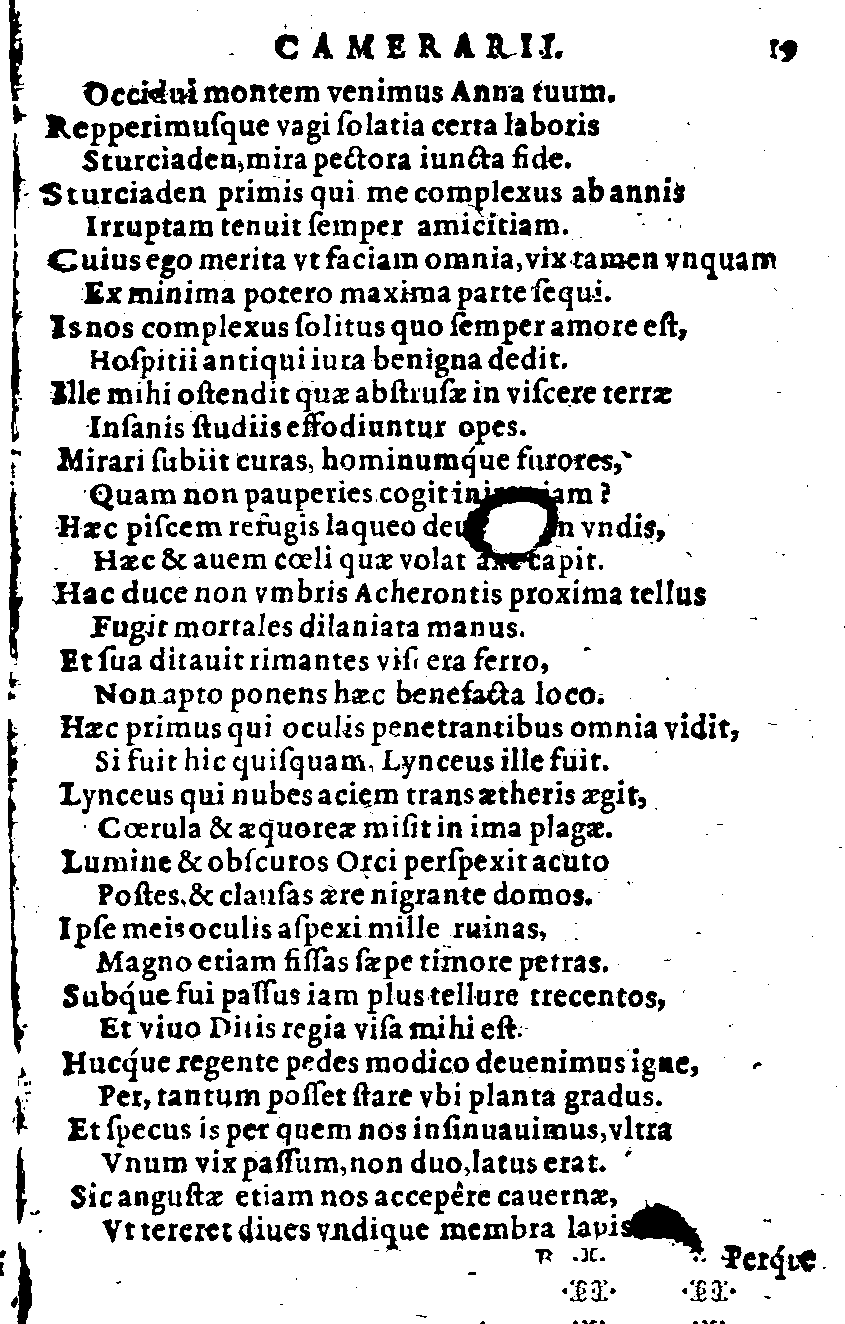 CAMERARII. 19
Occidui montem venimus Anna tuum.
Repperimuſque vagi ſolatia certa laboris
Sturciaden, mira pectora iuncta fide.
Sturciaden primis qui me complexus ab annis
Irruptam tenuit ſemper amicitiam.
Cuius ego merita vt faciam omnia, vix tamen vnquam
Ex minima potero maxima parte ſequi.
Is nos complexus ſolitus quo ſemper amore eſt,
Hoſpitii antiqui iura benigna dedit.
Ille mihi oſtendit quæ abſtruſæ in viſcere terræ
Inſanis ſtudiis effodiuntur opes.
Mirari ſubiit curas, hominumq́ue furores,
Quam non pauperies cogit in ?
Hæc piſcem refugis laqueo vndis,
Hæc & auem cœli quæ volat capit.
Hac duce non vmbris Acherontis proxima tellus
Fugit mortales dilaniata manus.
Et ſua ditauit rimantes viſcera ferro,
Non apto ponens hæc benefacta loco.
Hæc primus qui oculis penetrantibus omnia vidit,
Si fuit hic quiſquam, Lynceus ille fuit.
Lynceus qui nubes aciem trans ætheris ægit,
Cœrula & æquoreæ miſit in ima plagæ.
Lumine & obſcuros Orci perſpexit acuto
Poſtes, & clauſas ære nigrante domos.
Ipſe meis oculis aſpexi mille ruinas,
Magno etiam fiſſas ſæpe timore petras.
Subq́ue fui paſſus iam plus tellure trecentos,
Et viuo Ditis regia viſa mihi eſt.
Hucq́ue regente pedes modico deuenimus igne,
Per, tantum poſſet ſtare vbi planta gradus.
Et ſpecus is per quem nos inſinuauimus, vltra
Vnum vix paſſum, non duo, latus erat.
Sic anguſtæ etiam nos accepêre cauernæ,
Vt tereret diues vndique membra lapis
Perq́ue